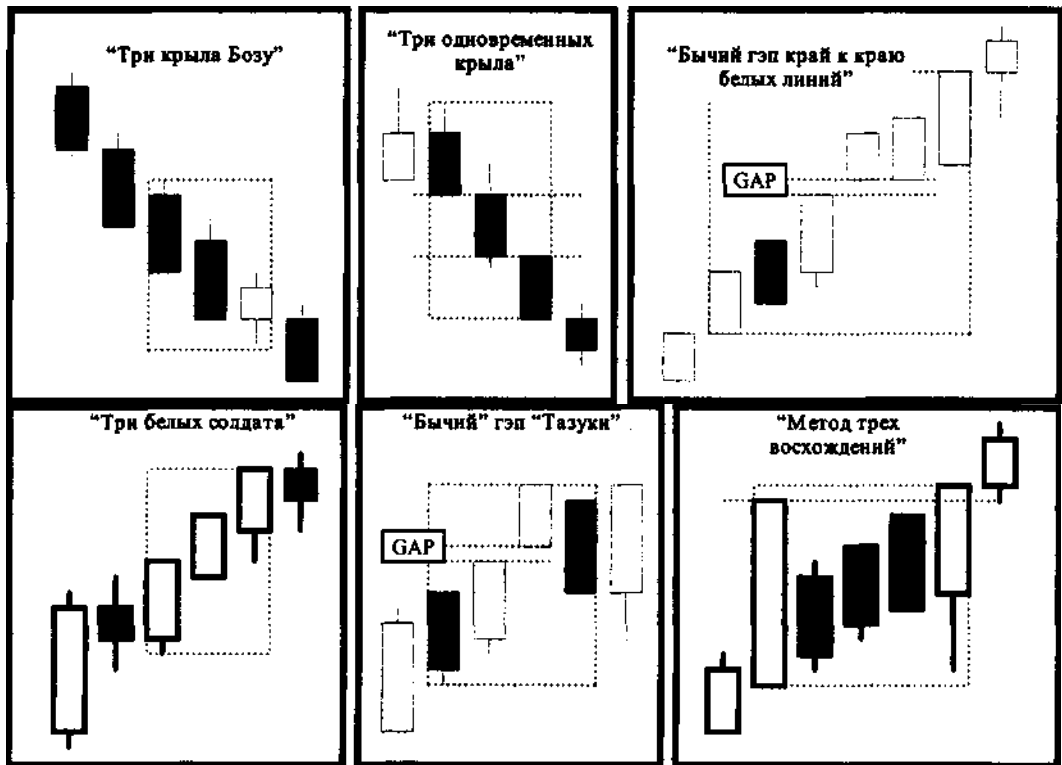 “Три крыла Бозу”
“Три одновременных
крыла”
“Бычий гэп край к краю
белых линий”
GAP
“Три белых солдата”
“Бычий” гэп “Тазуки”
GAP
“Метод трех
восхождений”